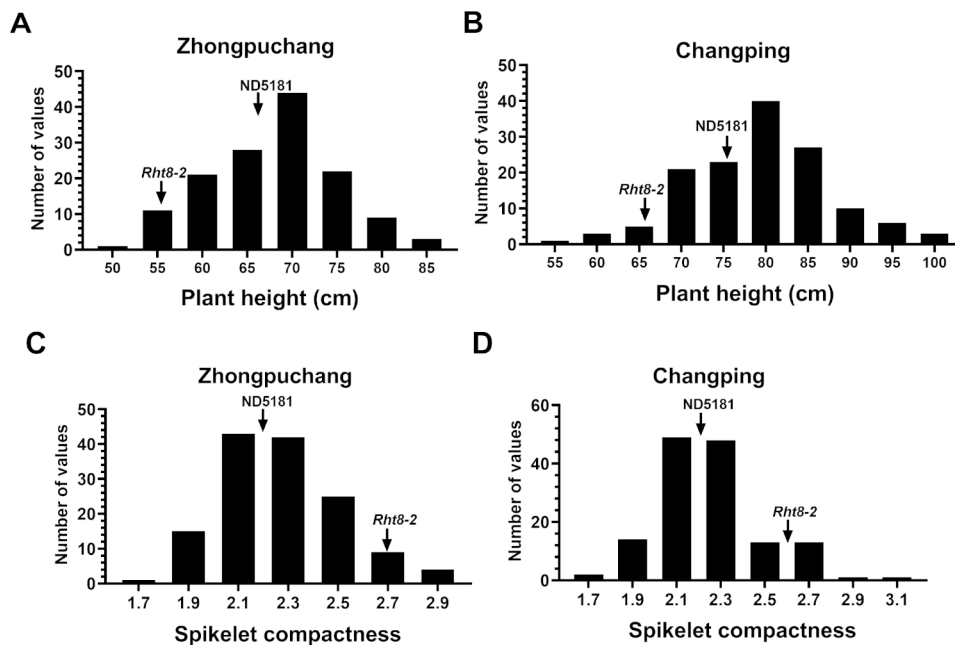 A
Zhongpuchang
Number of values
50
40
30
20
10
0
ND5181
Rht8-2
50 55 60 65 70 75 80 85
Plant height (cm)
B
Changping
Number of values
50
40
30
20
10
0
ND5181
Rht8-2
55 60 65 70 75 80 85 90 95 100
Plant height (cm)
C
Zhongpuchang
Number of values
50
40
30
20
10
0
ND5181
Rht8-2
1.7 1.9 2.1 2.3 2.5 2.7 2.9
Spikelet compactness
D
Changping
Number of values
60
40
20
0
ND5181
Rht8-2
1.7 1.9 2.1 2.3 2.5 2.7 2.9 3.1
Spikelet compactness